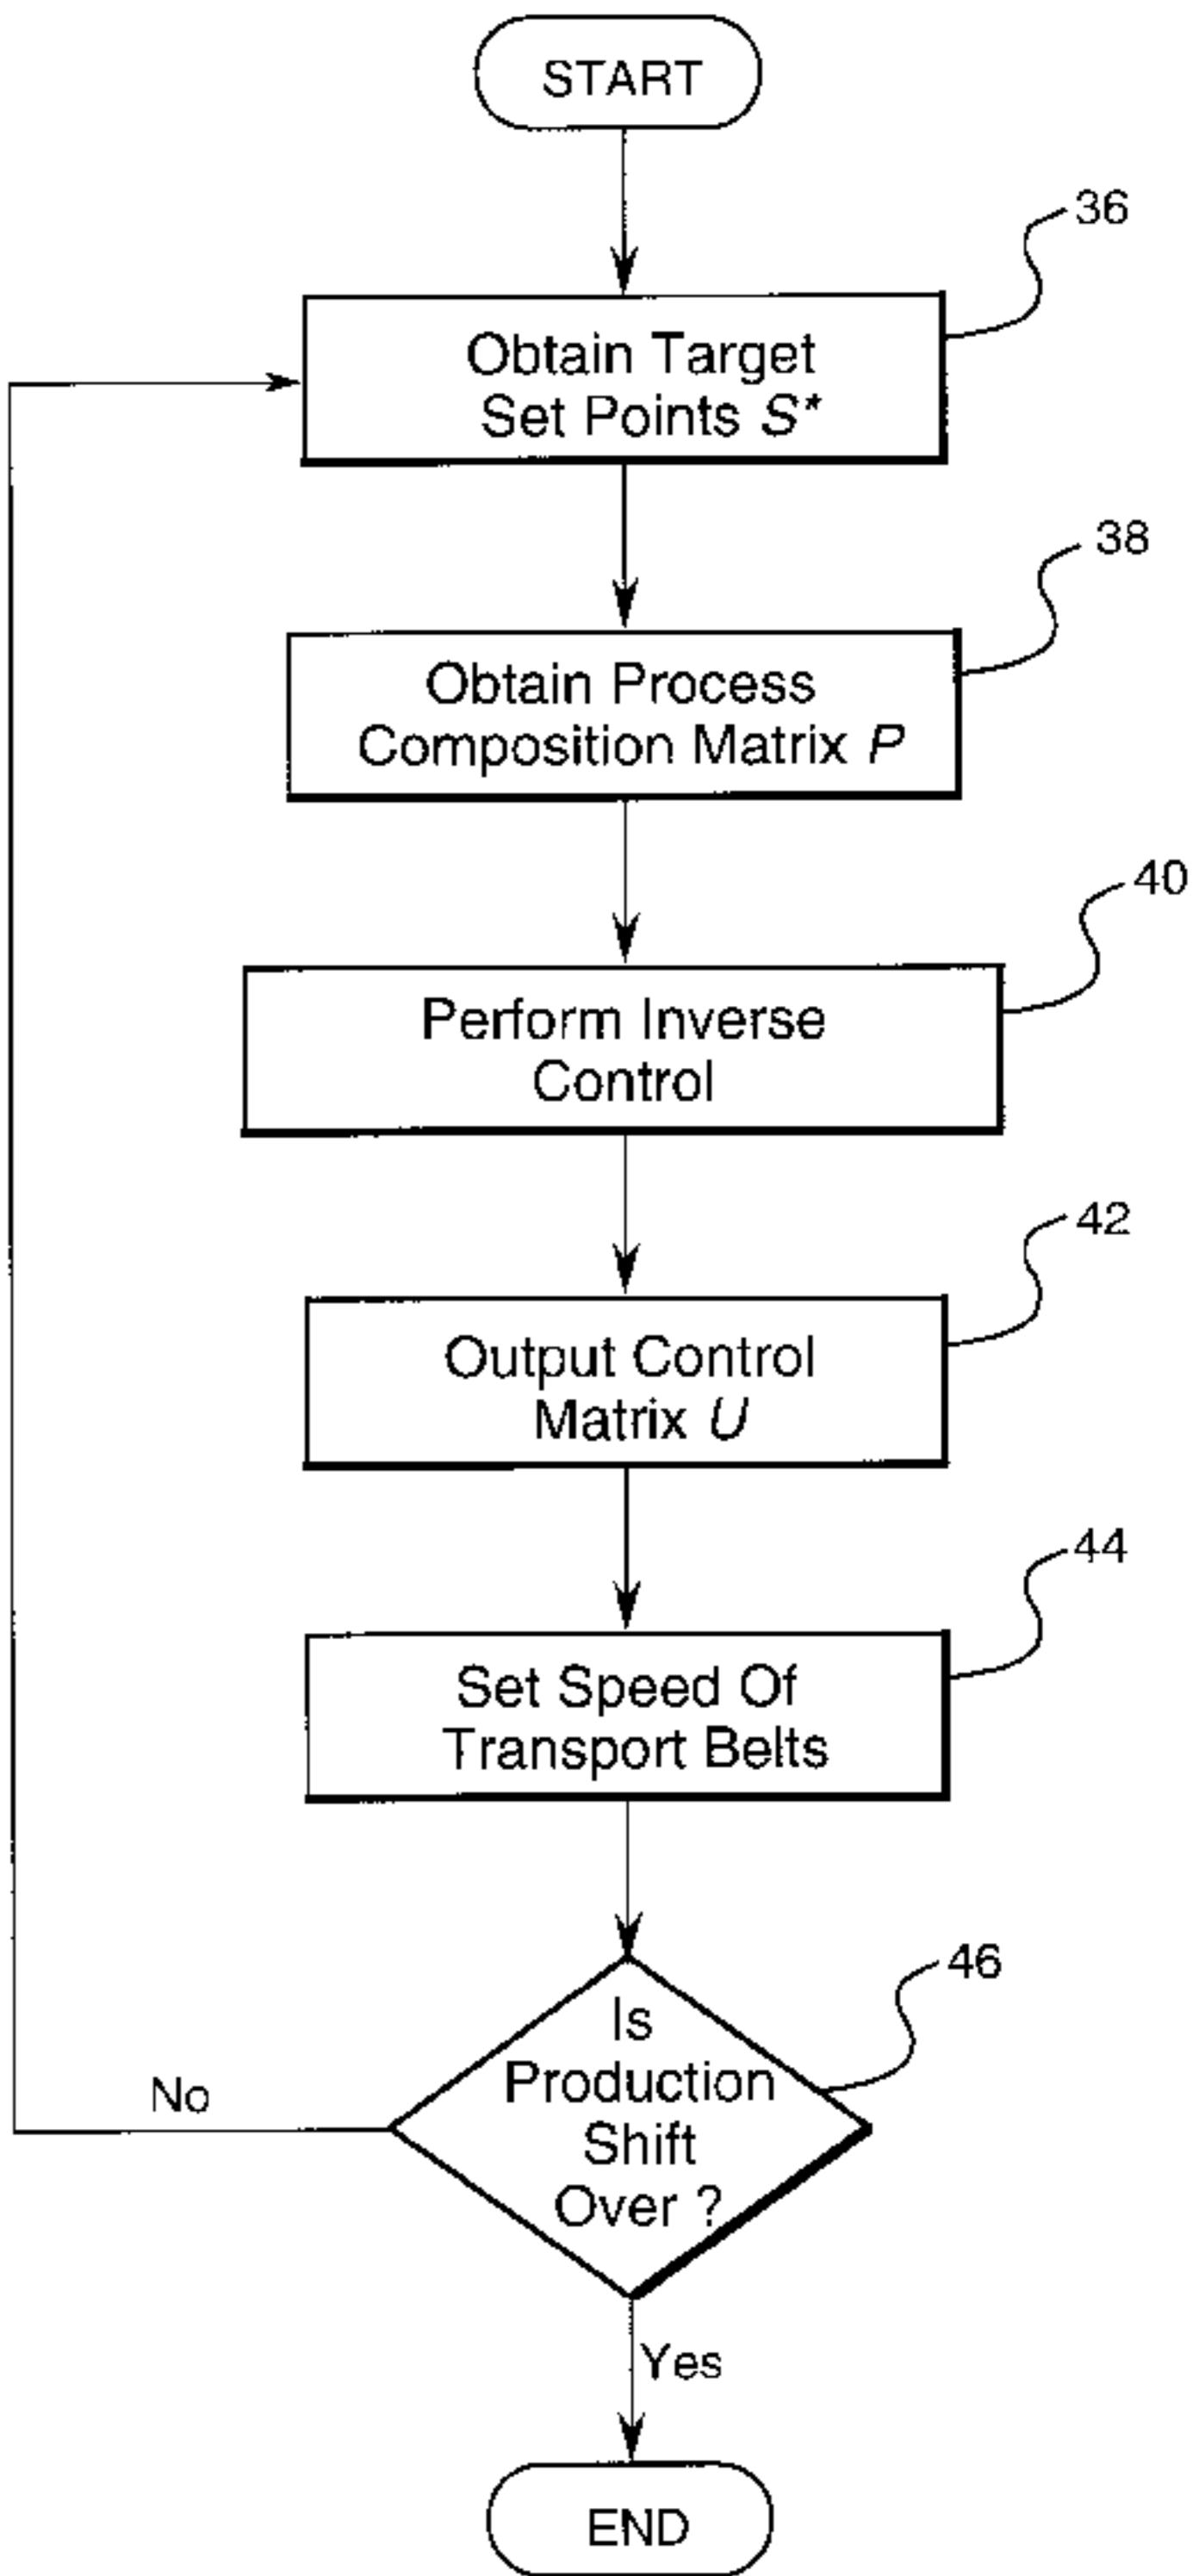 START
36
Obtain Target
Set Points S*
38
Obtain Process
Composition Matrix P
40
Perform Inverse
Control
42
Output Control
Matrix U
44
Set Speed Of
Transport Belts
46
Is
Production
Shift
Over ?
No
Yes
END